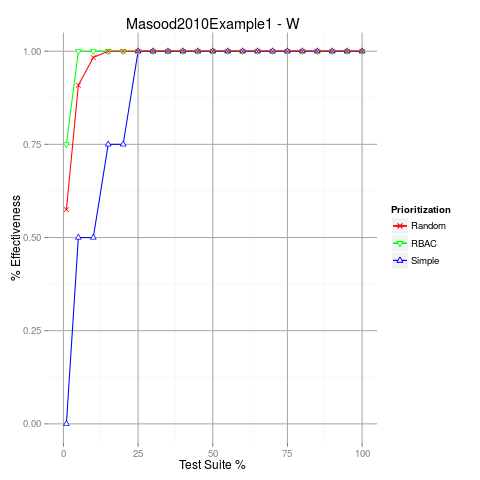 Masood2010Example1 - W
% Effectiveness
1.00
0.75
0.50
0.25
0.00
0
25
50
75
100
Test Suite %
Prioritization
Random
RBAC
Simple